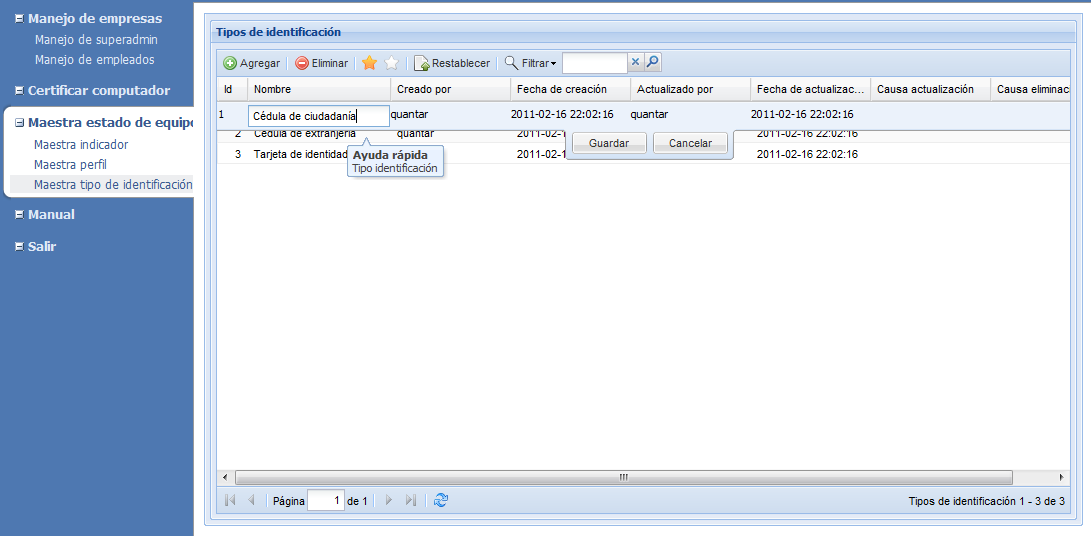 Manejo de empresas
Manejo de superadmin
Manejo de empleados
Certificar computador
Maestra estado de equipo
Maestra indicador
Maestra perfil
Maestra tipo de identificación
Manual
Salir
Tipos de identificación
Agregar Eliminar Restablecer Filtrar
Id Nombre Creado por Fecha de creación Actualizado por Fecha de actualizac... Causa actualización Causa eliminac
1 Cédula de ciudadanía quantar 2011-02-16 22:02:16 quantar 2011-02-16 22:02:16
2 Cédula de extranjería quantar 2011-02-1 2011-02-16 22:02:16
3 Tarjeta de identidad 2011-02-1 2011-02-16 22:02:16
Guardar Cancelar
Ayuda rápida
Tipo identificación
Página 1 de 1 Tipos de identificación 1 - 3 de 3